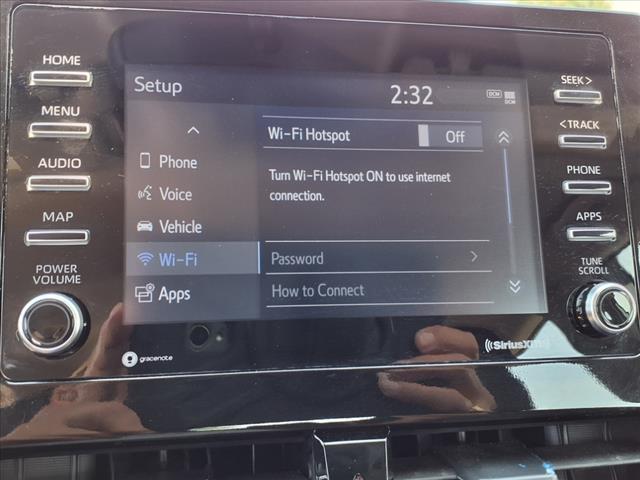 HOME
MENU
AUDIO
MAP
POWER
VOLUME
Setup
2:32
DCM
DCM
Phone
Voice
Vehicle
Wi-Fi
Apps
Wi-Fi Hotspot
Off
Turn Wi-Fi Hotspot ON to use internet
connection.
Password
How to Connect
SEEK >
< TRACK
PHONE
APPS
TUNE
SCROLL
gracenote